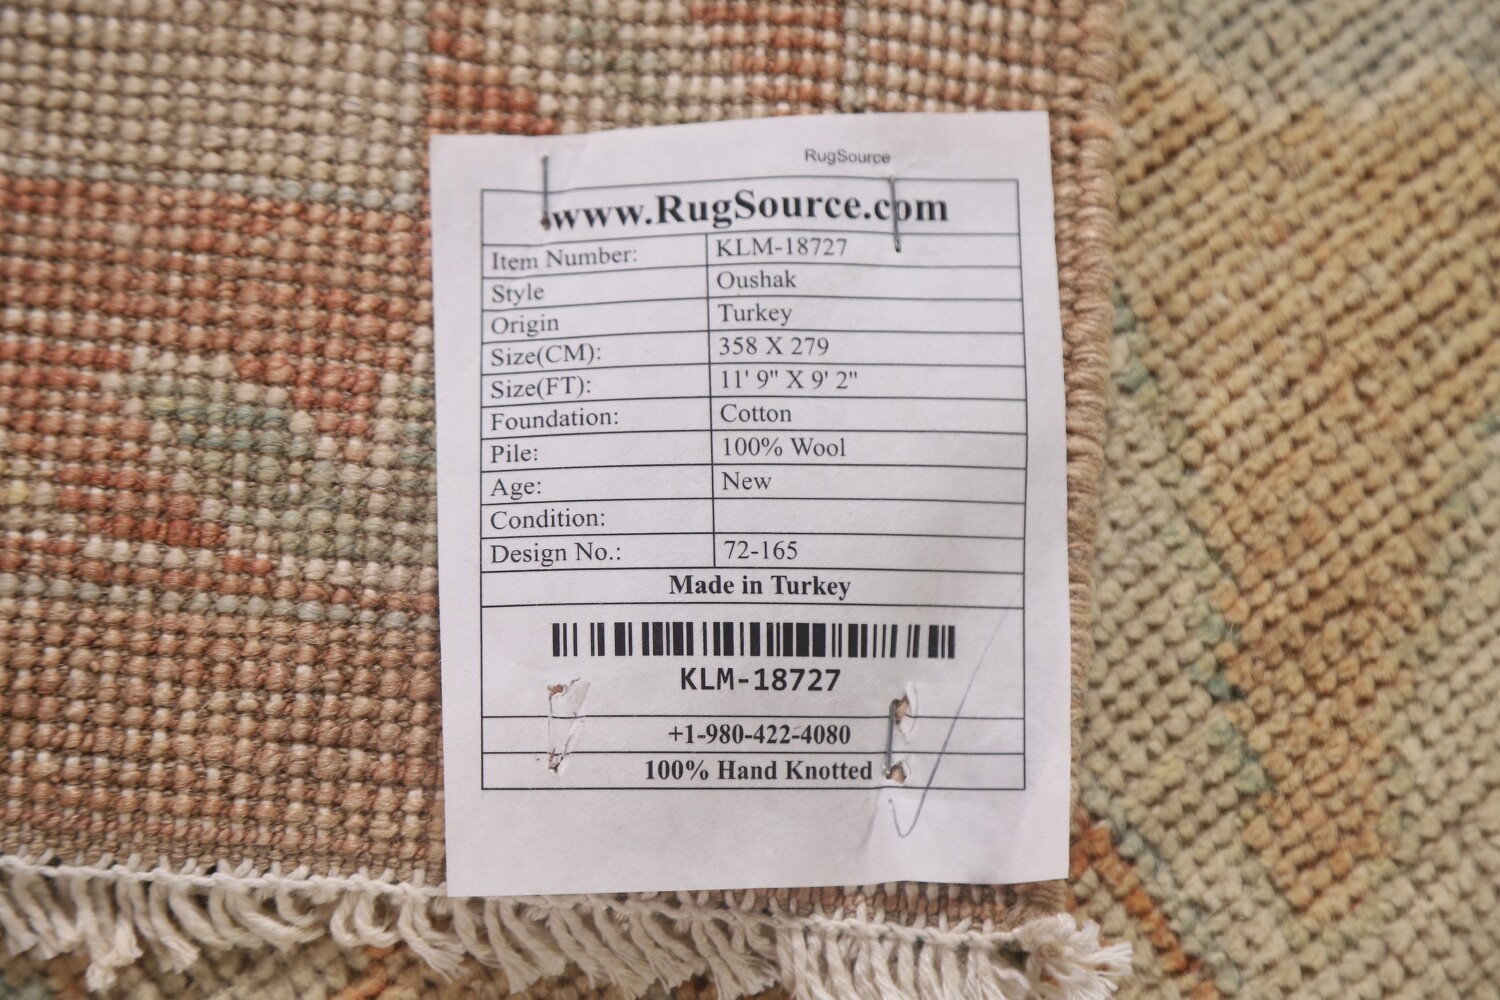 RugSource
www.RugSource.com
Item Number: KLM-18727
Style Oushak
Origin Turkey
Size(CM): 358 X 279
Size(FT): 11' 9" X 9' 2"
Foundation: Cotton
Pile: 100% Wool
Age: New
Condition:
Design No.: 72-165
Made in Turkey
KLM-18727
+1-980-422-4080
100% Hand Knotted